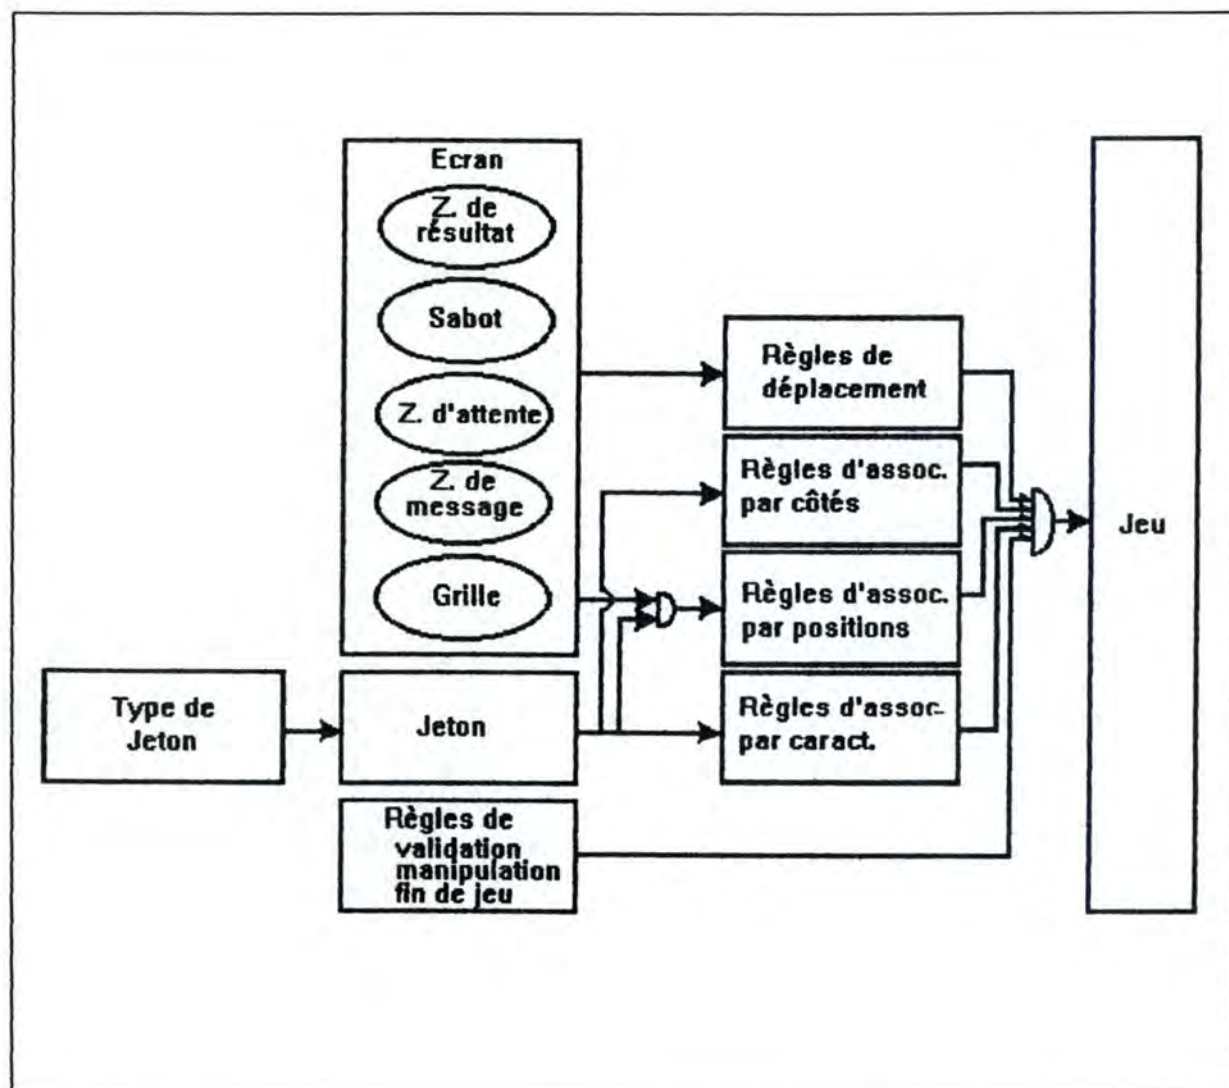 Ecran
Z. de
résultat
Sabot
Z. d'attente
Z. de
message
Grille
Type de
Jeton
Jeton
Règles de
validation
manipulation
fin de jeu
Règles de
déplacement
Règles d'assoc.
par côtés
Règles d'assoc.
par positions
Règles d'assoc.
par caract.
Jeu